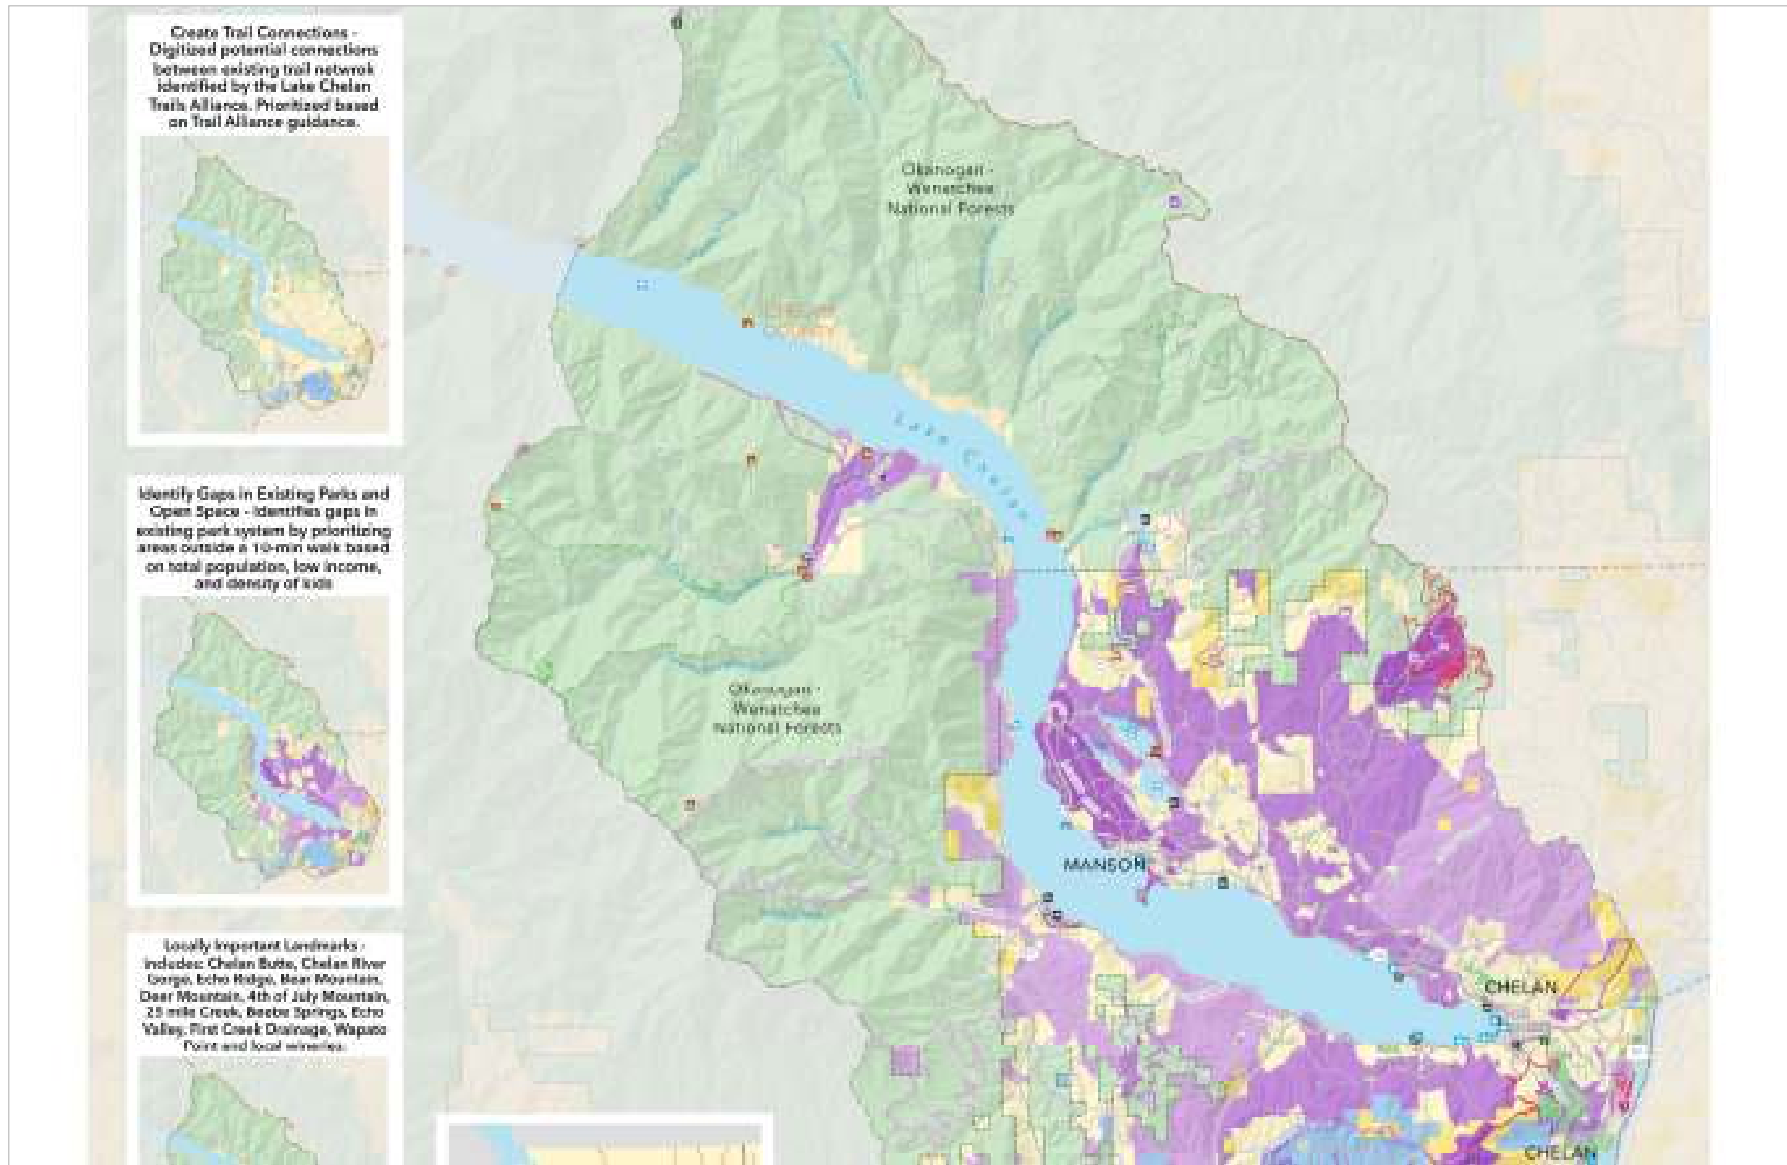 Create Trail Connections -
Digitized potential connections
between existing trail netwrok
identified by the Lake Chelan
Trails Alliance. Prioritized based
on Trail Alliance guidance.
Identify Gaps in Existing Parks and
Open Space - Identifies gaps in
existing park system by prioritizing
areas outside a 10-min walk based
on total population, low income,
and density of kids
Locally Important Landmarks -
includes: Chelan Butte, Chelan River
Gorge, Echo Ridge, Bear Mountain,
Deer Mountain, 4th of July Mountain,
25 mile Creek, Beebe Springs, Echo
Valley, First Creek Drainage, Wapato
Point and local wineries.
Okanogan -
Wenatchee
National Forests
CHELAN
COUNTY
Lake Chelan
Okanogan -
Wenatchee
National Forests
MANSON
CHELAN
CHELAN